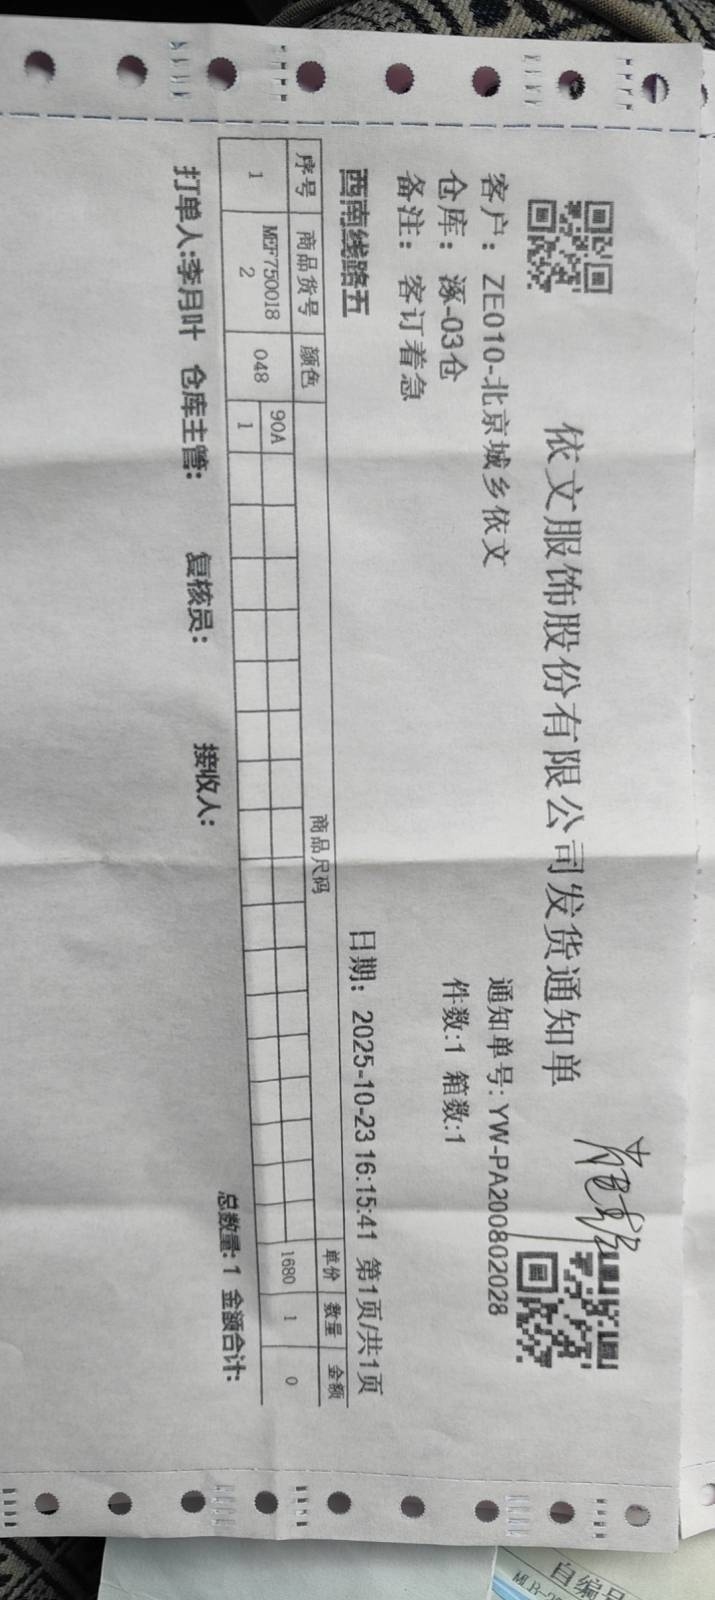 依文服饰股份有限公司发货通知单
客户：ZE010-北京城乡依文
通知单号:YW-PA200802028
仓库：涿-03仓
件数:1 箱数:1
备注：客订着急
西南线路五
日期：2025-10-23 16:15:41 第1页/共1页
序号 商品货号 颜色 商品尺码 单价 数量 金额
90A
1 MEF750018 048 1 1680 1 0
2
总数量:1 金额合计:
打单人:李月叶 仓库主管: 复核员: 接收人:
自编号